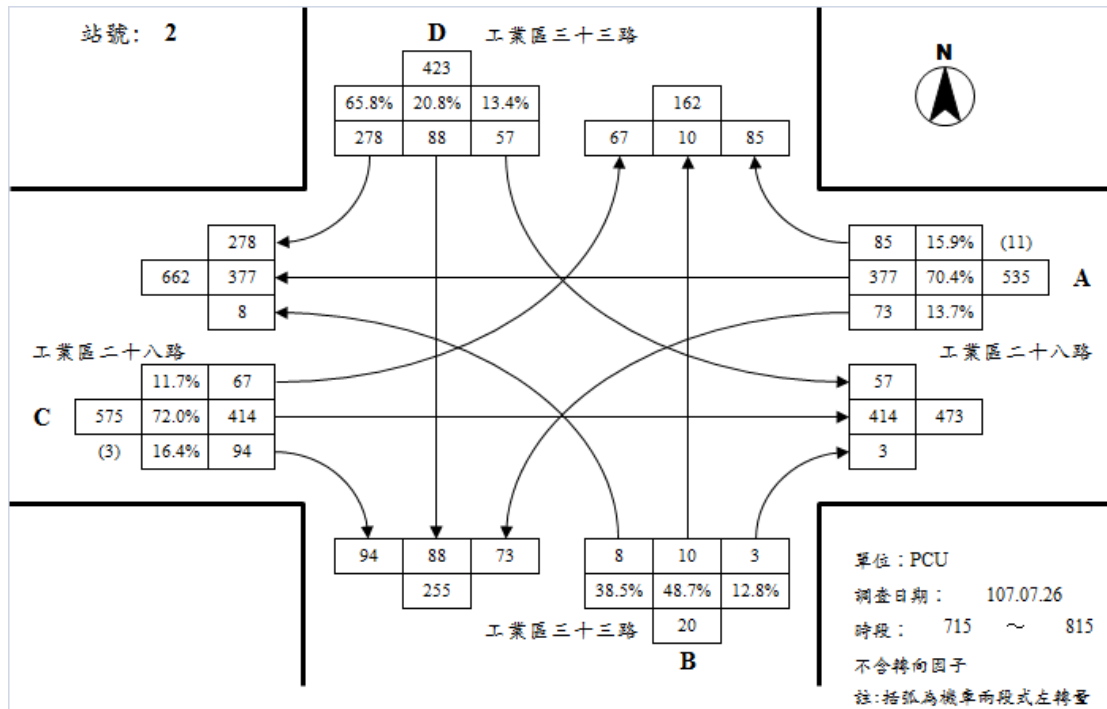 站號: 2
D 工業區三十三路
N
423
65.8% 20.8% 13.4%
278 88 57
162
67 10 85
278
662 377
8
85 15.9% (11)
377 70.4% 535 A
73 13.7%
工業區二十八路
工業區二十八路
11.7% 67
C 575 72.0% 414
(3) 16.4% 94
57
414 473
3
94 88 73
255
8 10 3
38.5% 48.7% 12.8%
工業區三十三路 20
B
單位:PCU
調查日期: 107.07.26
時段: 715 ~ 815
不含轉向因子
註:括弧為機車兩段式左轉量